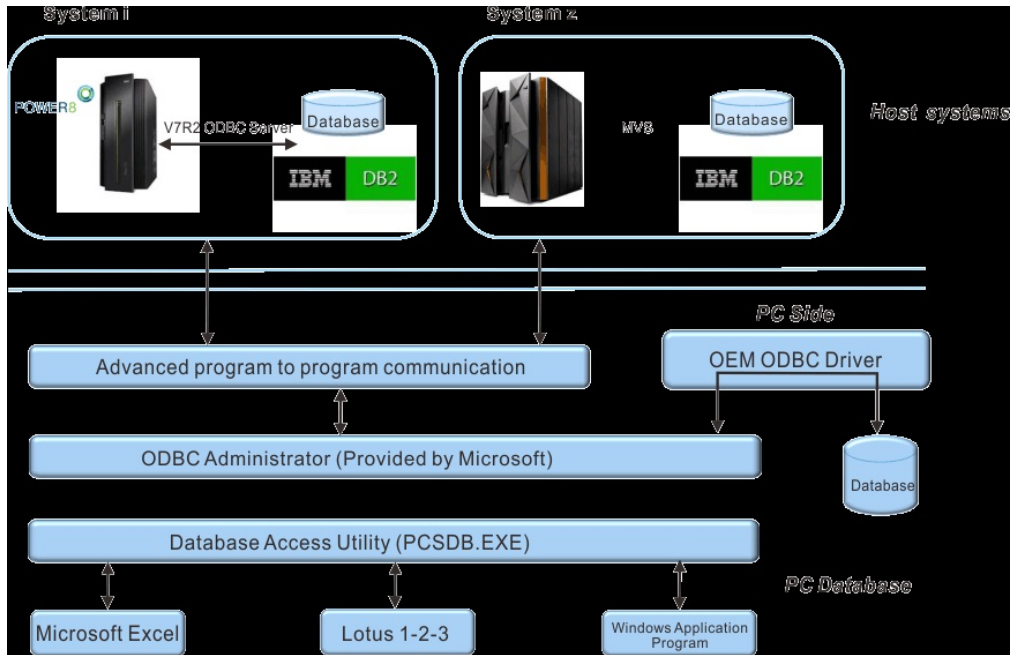 System i
System z
POWER8
V7R2 ODBC Server
Database
IBM
DB2
MVS
Database
IBM
DB2
Host systems
PC Side
Advanced program to program communication
OEM ODBC Driver
ODBC Administrator (Provided by Microsoft)
Database
Database Access Utility (PCSDB.EXE)
PC Database
Microsoft Excel
Lotus 1-2-3
Windows Application
Program